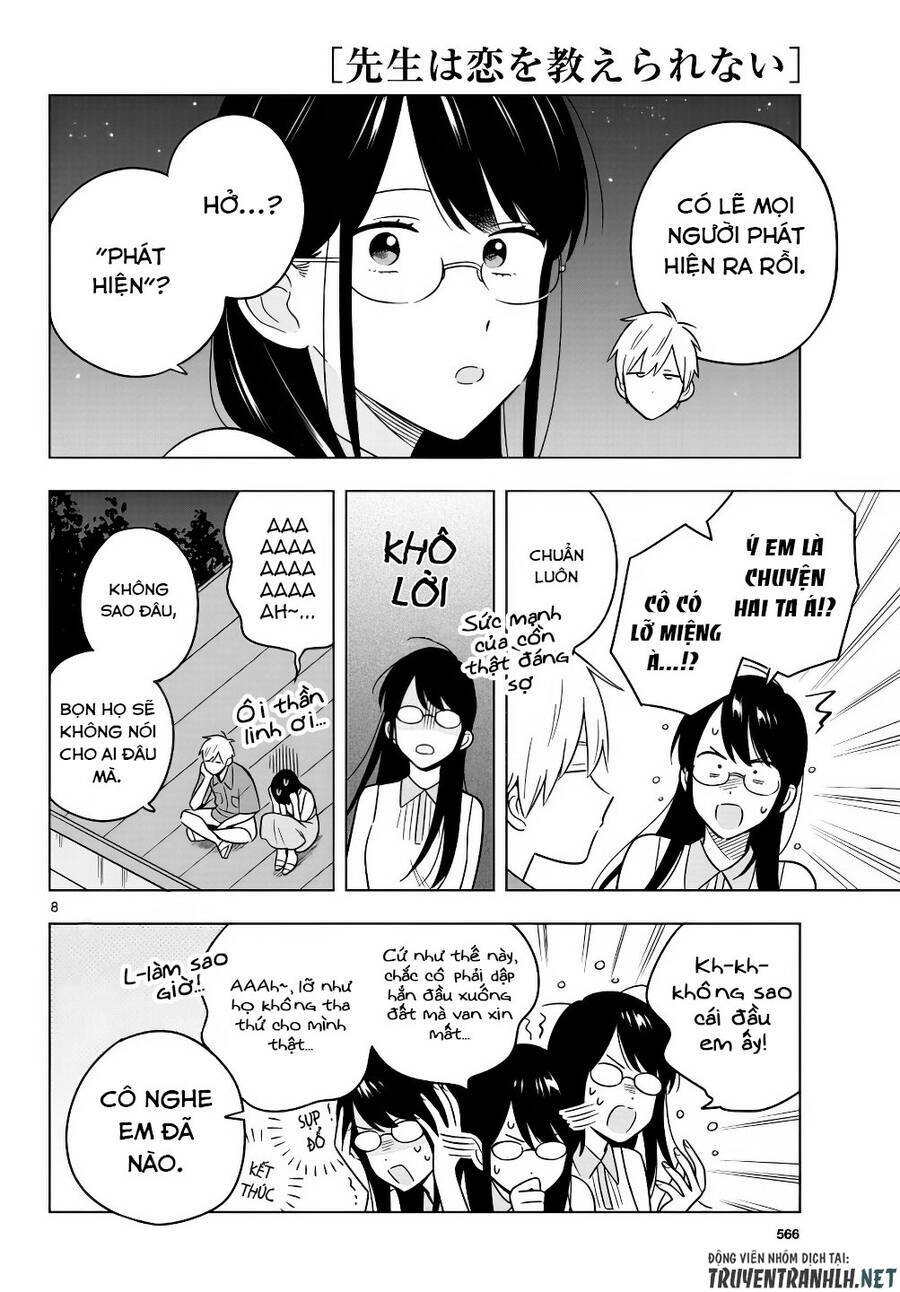 [先生は恋を教えられない]
CÓ LẼ MỌI
NGƯỜI PHÁT
HIỆN RA RỒI.
HỞ...?
“PHÁT
HIỆN”?
Ý EM LÀ
CHUYỆN
HAI TA Á!?
CÔ CÓ
LỠ MIỆNG
À...!?
CHUẨN
LUÔN
Sức mạnh
của cồn
thật đáng
sợ
KHÔ
LỜI
AAA
AAAA
AAAA
AAAA
AH~...
Ôi thần
linh ơi...
KHÔNG
SAO ĐÂU,
BỌN HỌ SẼ
KHÔNG NÓI
CHO AI ĐÂU
MÀ.
8
Kh-kh-
không sao
cái đầu
em ấy!
Cứ như thế này,
chắc cô phải dập
hẳn đầu xuống
đất mà van xin
mất...
AAAh~, lỡ như
họ không tha
thứ cho mình
thật...
L-làm sao
giờ!..
SỤP
ĐỔ
KẾT
THÚC
CÔ NGHE
EM ĐÃ
NÀO.
566
ĐỘNG VIÊN NHÓM DỊCH TẠI:
TRUYENTRANHLH.NET